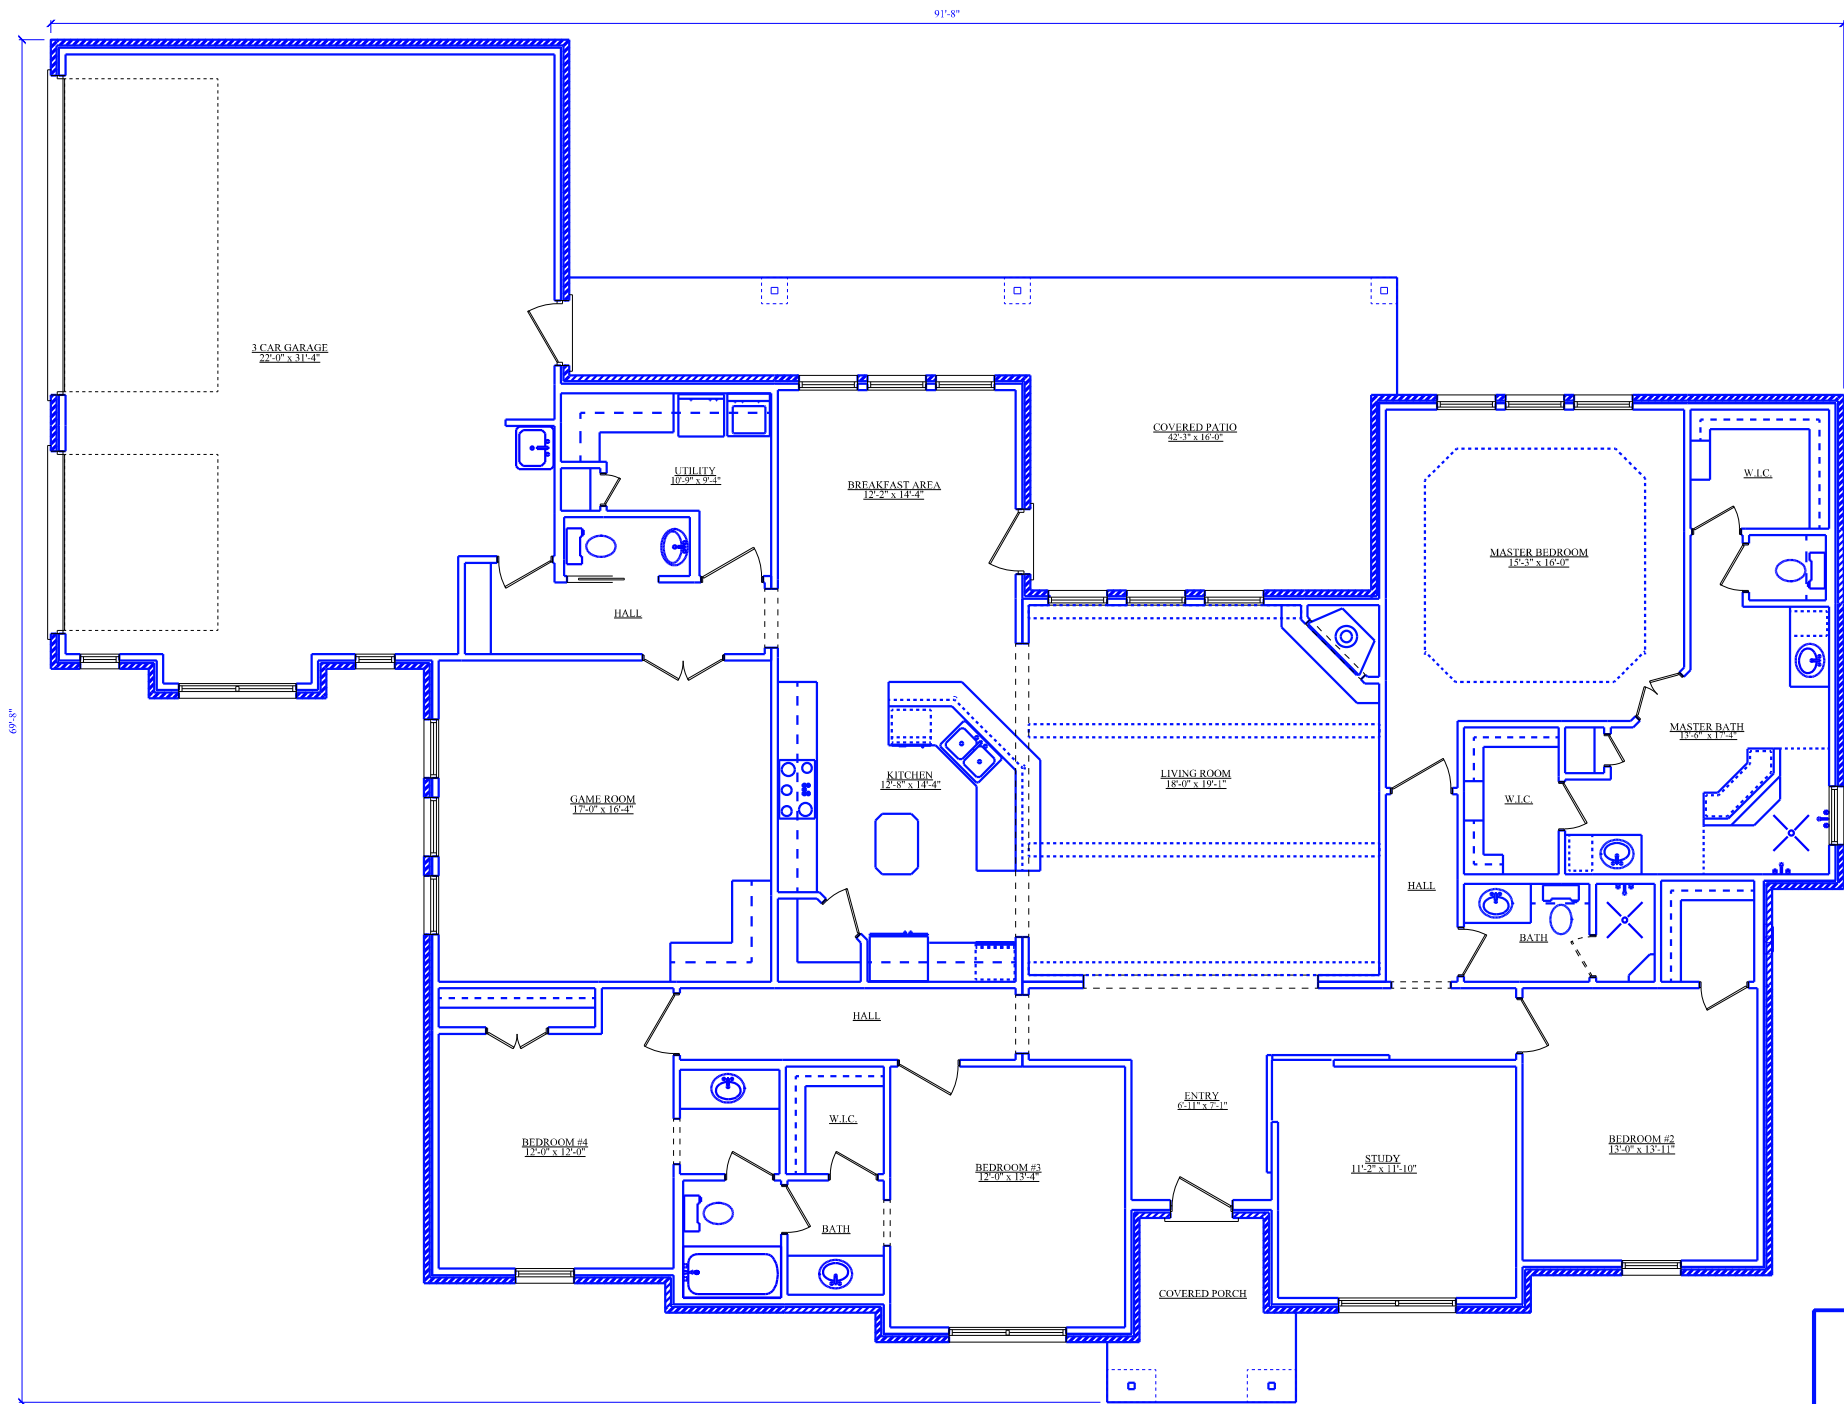 91'-8"
69'-8"
3 CAR GARAGE
22'-0" x 31'-4"
COVERED PATIO
42'-3" x 16'-0"
UTILITY
10'-9" x 9'-4"
BREAKFAST AREA
12'-2" x 14'-4"
W.I.C.
MASTER BEDROOM
15'-3" x 16'-0"
HALL
MASTER BATH
13'-6" x 17'-4"
KITCHEN
12'-8" x 14'-4"
LIVING ROOM
18'-0" x 19'-1"
GAME ROOM
17'-0" x 16'-4"
W.I.C.
HALL
BATH
HALL
ENTRY
6'-11" x 7'-1"
W.I.C.
BEDROOM #4
12'-0" x 12'-0"
BEDROOM #3
12'-0" x 13'-4"
STUDY
11'-2" x 11'-10"
BEDROOM #2
13'-0" x 13'-11"
BATH
COVERED PORCH